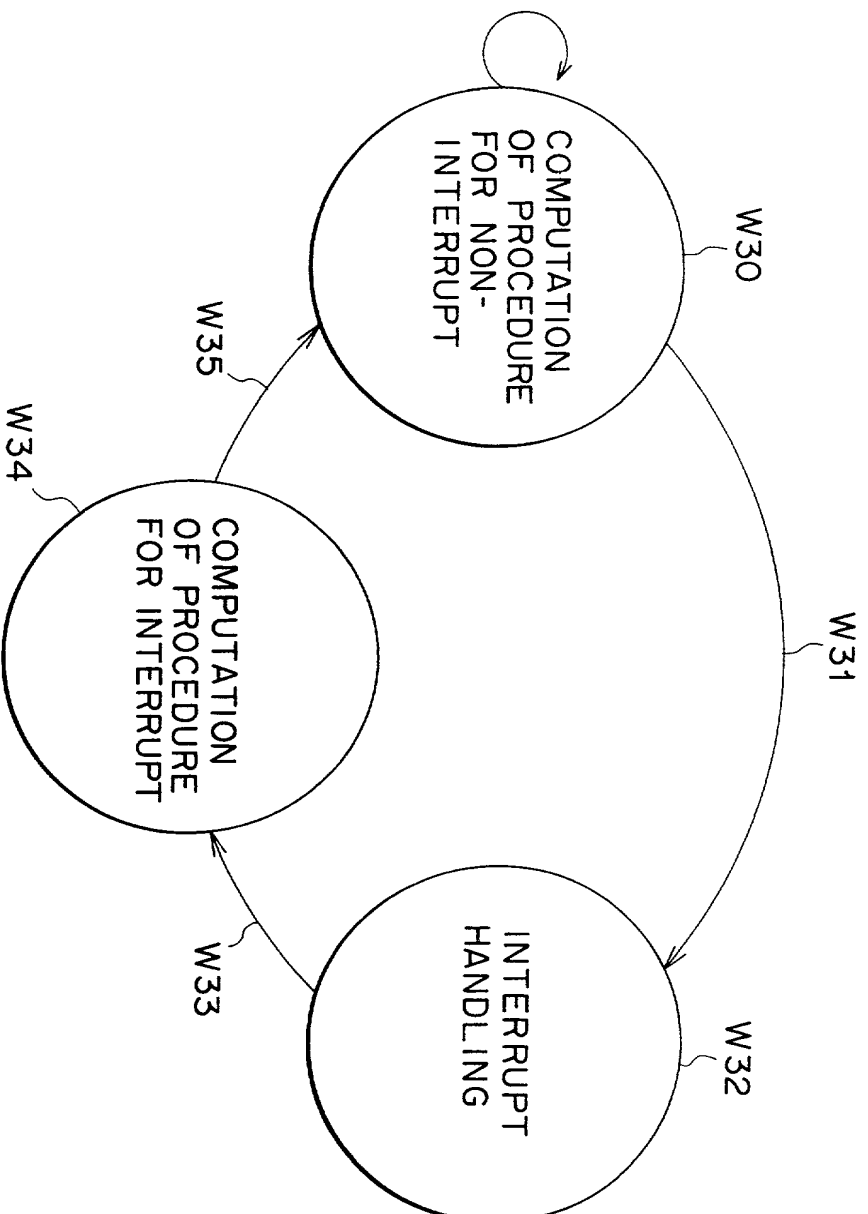 W31
W30
W32
COMPUTATION
OF PROCEDURE
FOR NON-
INTERRUPT
INTERRUPT
HANDLING
W35
W33
COMPUTATION
OF PROCEDURE
FOR INTERRUPT
W34